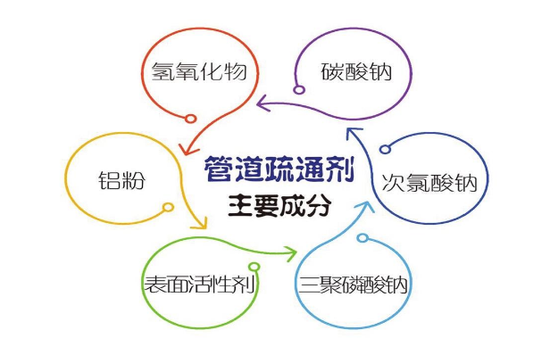 氢氧化物
碳酸钠
铝粉
管道疏通剂
主要成分
次氯酸钠
表面活性剂
三聚磷酸钠